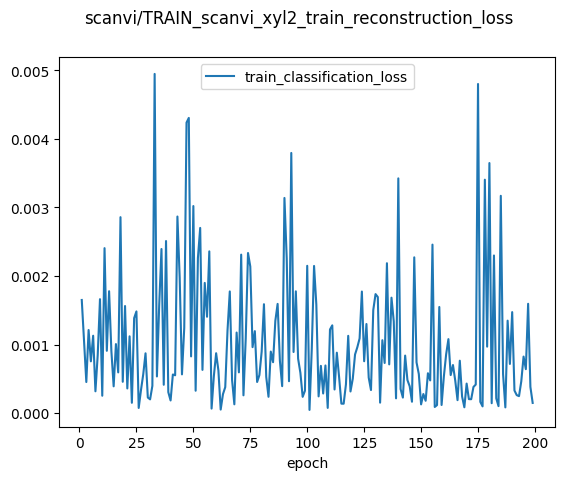 scanvi/TRAIN_scanvi_xyl2_train_reconstruction_loss
train_classification_loss
0.005
0.004
0.003
0.002
0.001
0.000
0 25 50 75 100 125 150 175 200
epoch